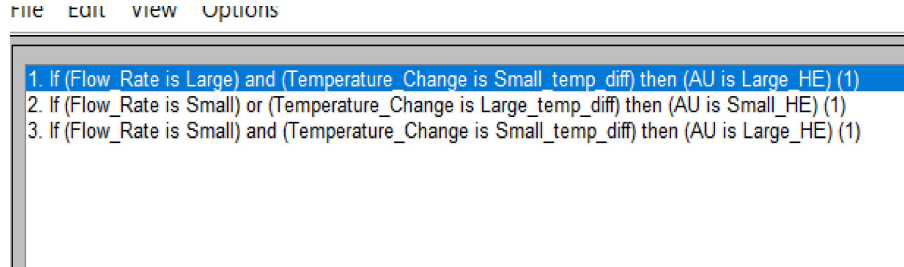 File Edit View Options
1. If (Flow_Rate is Large) and (Temperature_Change is Small_temp_diff) then (AU is Large_HE) (1)
2. If (Flow_Rate is Small) or (Temperature_Change is Large_temp_diff) then (AU is Small_HE) (1)
3. If (Flow_Rate is Small) and (Temperature_Change is Small_temp_diff) then (AU is Large_HE) (1)